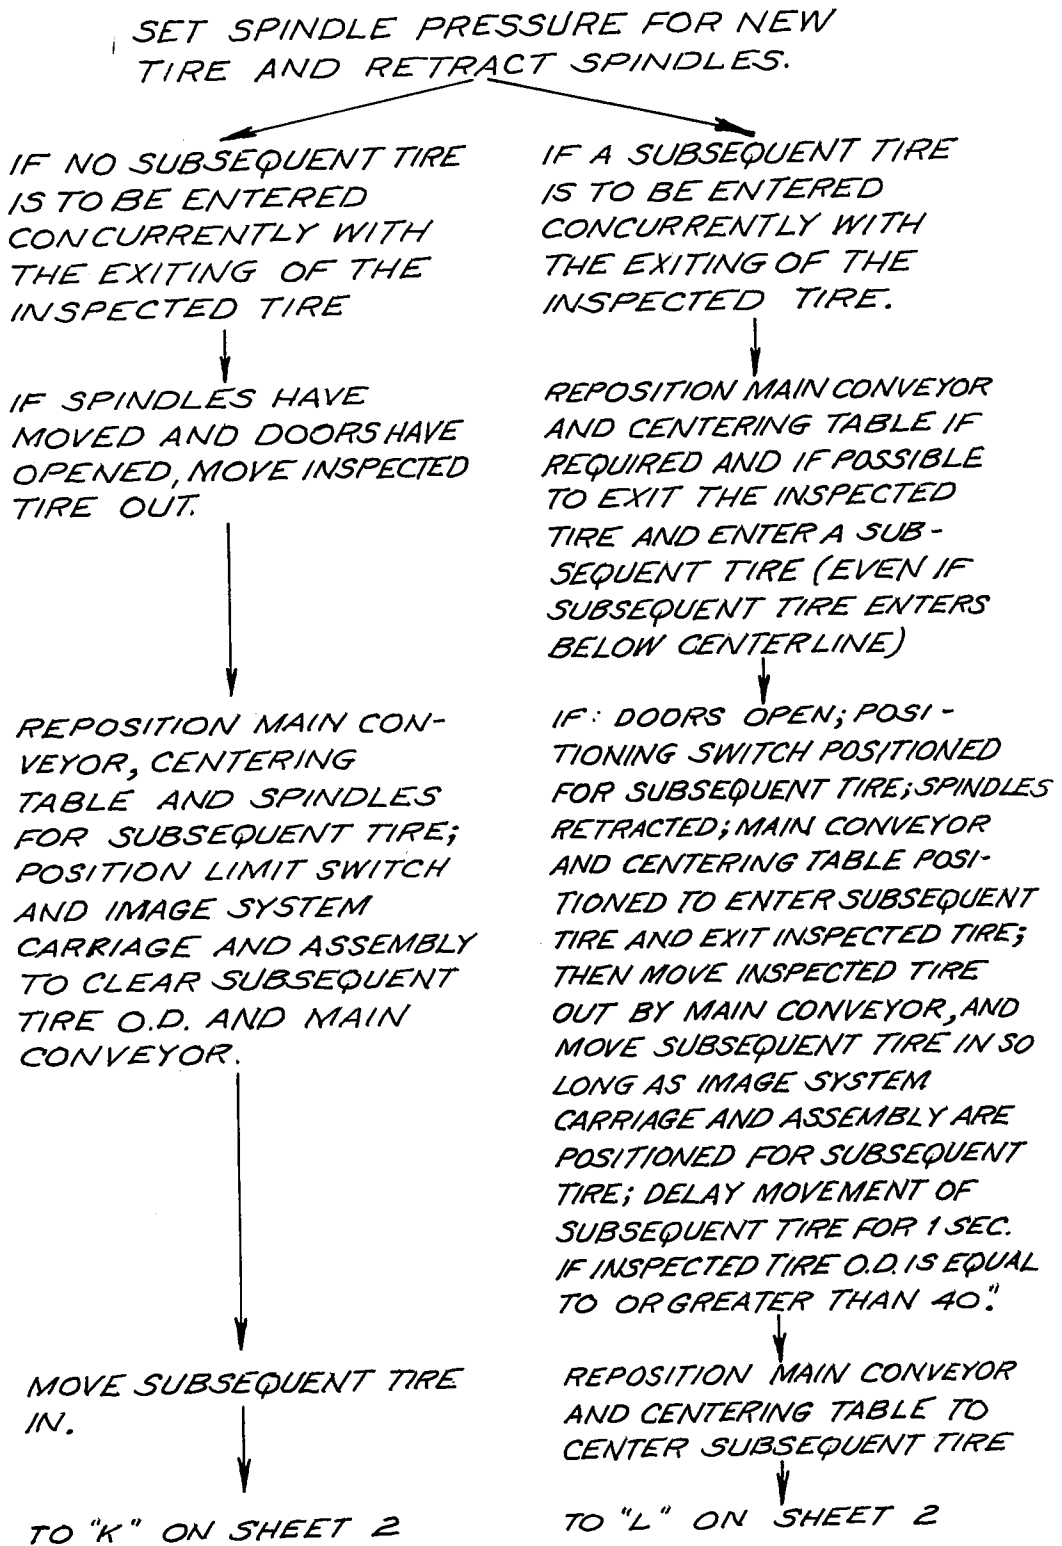 SET SPINDLE PRESSURE FOR NEW
TIRE AND RETRACT SPINDLES.
IF NO SUBSEQUENT TIRE
IS TO BE ENTERED
CONCURRENTLY WITH
THE EXITING OF THE
INSPECTED TIRE
IF SPINDLES HAVE
MOVED AND DOORS HAVE
OPENED, MOVE INSPECTED
TIRE OUT.
REPOSITION MAIN CON-
VEYOR, CENTERING
TABLE AND SPINDLES
FOR SUBSEQUENT TIRE;
POSITION LIMIT SWITCH
AND IMAGE SYSTEM
CARRIAGE AND ASSEMBLY
TO CLEAR SUBSEQUENT
TIRE O.D. AND MAIN
CONVEYOR.
MOVE SUBSEQUENT TIRE
IN.
TO "K" ON SHEET 2
IF A SUBSEQUENT TIRE
IS TO BE ENTERED
CONCURRENTLY WITH
THE EXITING OF THE
INSPECTED TIRE.
REPOSITION MAIN CONVEYOR
AND CENTERING TABLE IF
REQUIRED AND IF POSSIBLE
TO EXIT THE INSPECTED
TIRE AND ENTER A SUB-
SEQUENT TIRE (EVEN IF
SUBSEQUENT TIRE ENTERS
BELOW CENTERLINE)
IF: DOORS OPEN; POSI-
TIONING SWITCH POSITIONED
FOR SUBSEQUENT TIRE; SPINDLES
RETRACTED; MAIN CONVEYOR
AND CENTERING TABLE POSI-
TIONED TO ENTER SUBSEQUENT
TIRE AND EXIT INSPECTED TIRE;
THEN MOVE INSPECTED TIRE
OUT BY MAIN CONVEYOR, AND
MOVE SUBSEQUENT TIRE IN SO
LONG AS IMAGE SYSTEM
CARRIAGE AND ASSEMBLY ARE
POSITIONED FOR SUBSEQUENT
TIRE; DELAY MOVEMENT OF
SUBSEQUENT TIRE FOR 1 SEC.
IF INSPECTED TIRE O.D. IS EQUAL
TO OR GREATER THAN 40".
REPOSITION MAIN CONVEYOR
AND CENTERING TABLE TO
CENTER SUBSEQUENT TIRE
TO "L" ON SHEET 2